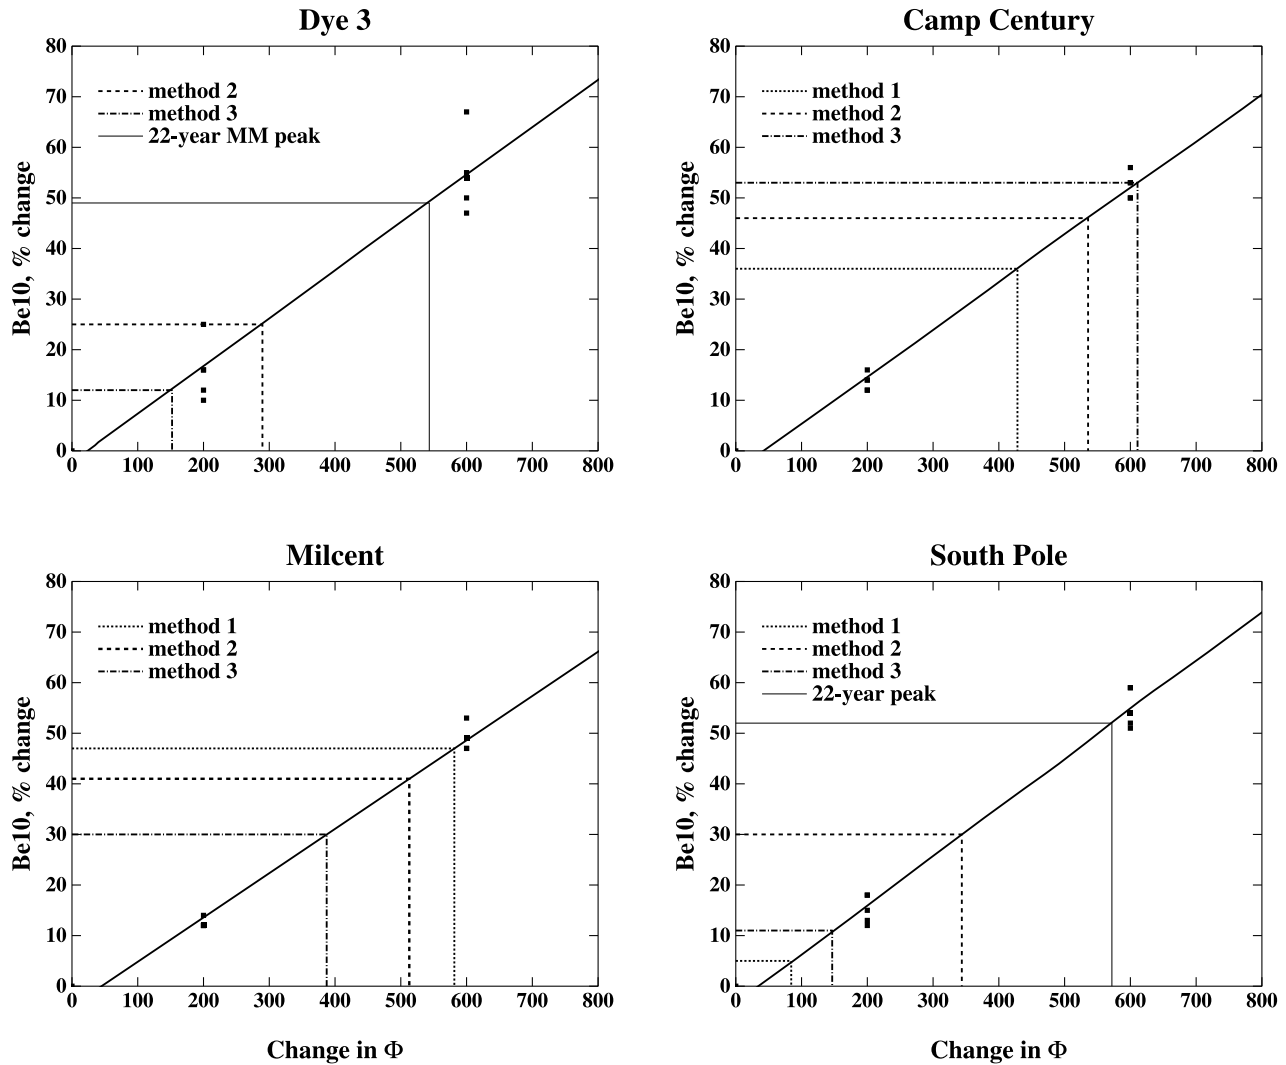 Dye 3
80
70
60
50
40
30
20
10
0
0 100 200 300 400 500 600 700 800
Be10, % change
method 2
method 3
22-year MM peak
Camp Century
80
70
60
50
40
30
20
10
0
0 100 200 300 400 500 600 700 800
Be10, % change
method 1
method 2
method 3
Milcent
80
70
60
50
40
30
20
10
0
0 100 200 300 400 500 600 700 800
Be10, % change
method 1
method 2
method 3
Change in Φ
South Pole
80
70
60
50
40
30
20
10
0
0 100 200 300 400 500 600 700 800
Be10, % change
method 1
method 2
method 3
22-year peak
Change in Φ